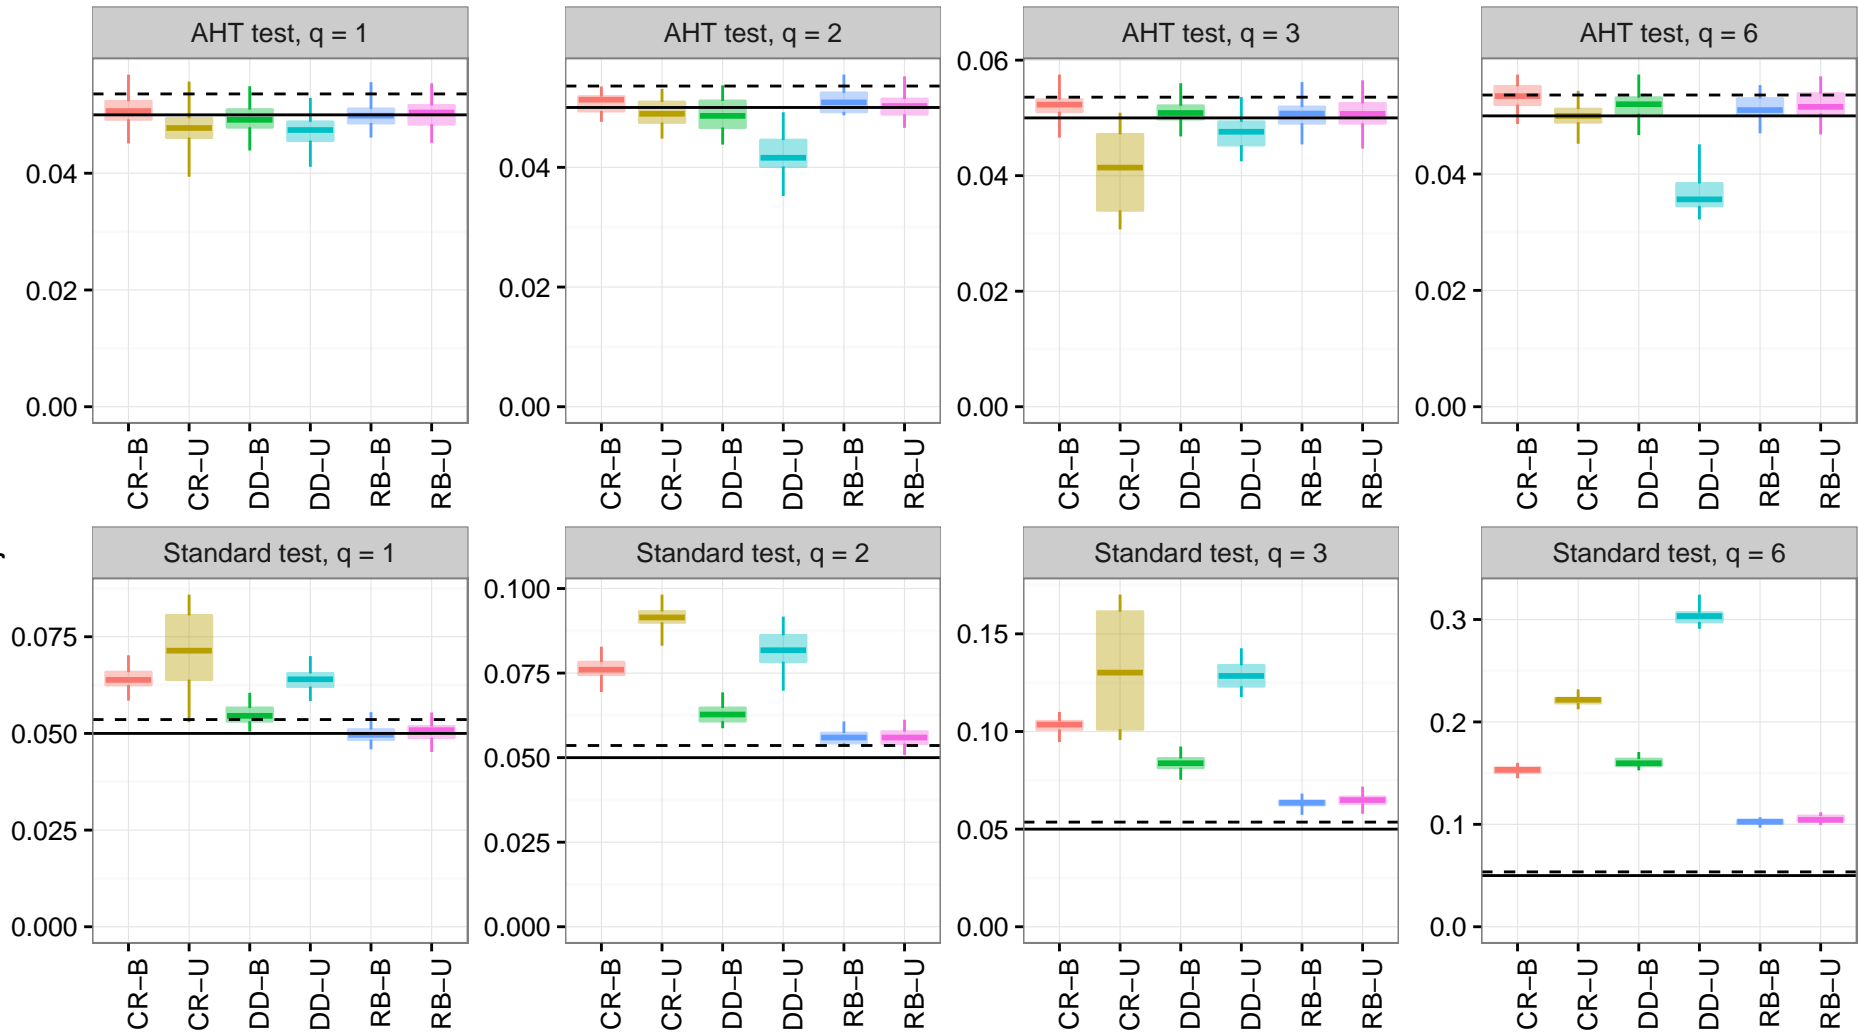 AHT test, q = 1
AHT test, q = 2
AHT test, q = 3
AHT test, q = 6
0.04
0.02
0.00
0.04
0.02
0.00
0.06
0.04
0.02
0.00
0.04
0.02
0.00
CR−B
CR−U
DD−B
DD−U
RB−B
RB−U
CR−B
CR−U
DD−B
DD−U
RB−B
RB−U
CR−B
CR−U
DD−B
DD−U
RB−B
RB−U
CR−B
CR−U
DD−B
DD−U
RB−B
RB−U
Standard test, q = 1
Standard test, q = 2
Standard test, q = 3
Standard test, q = 6
0.075
0.050
0.025
0.000
0.100
0.075
0.050
0.025
0.000
0.15
0.10
0.05
0.00
0.3
0.2
0.1
0.0
CR−B
CR−U
DD−B
DD−U
RB−B
RB−U
CR−B
CR−U
DD−B
DD−U
RB−B
RB−U
CR−B
CR−U
DD−B
DD−U
RB−B
RB−U
CR−B
CR−U
DD−B
DD−U
RB−B
RB−U